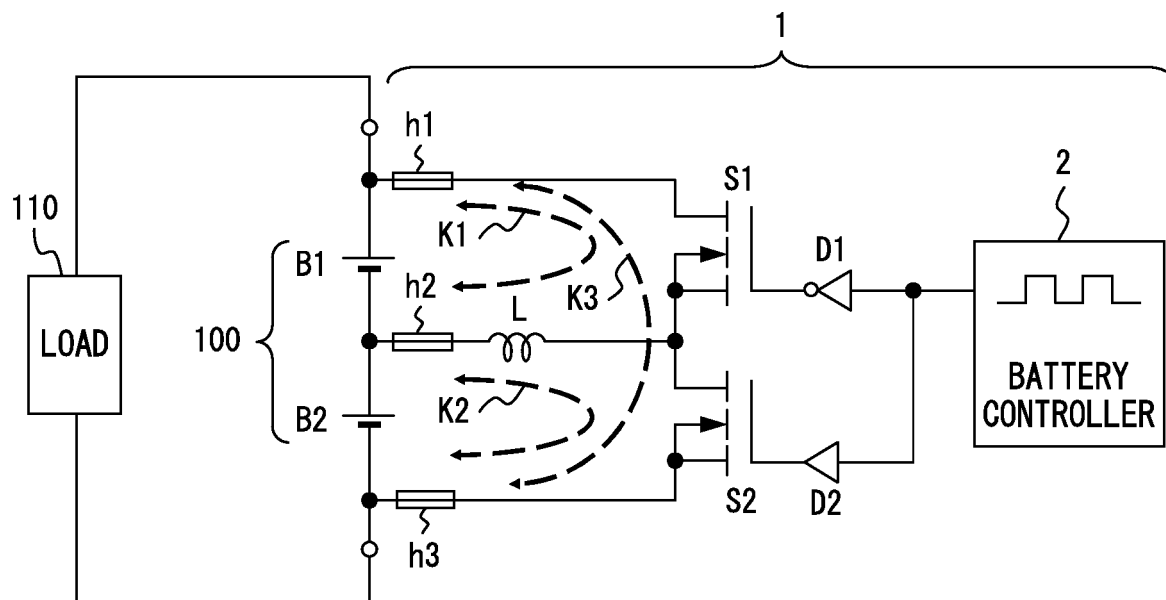 1
h1
S1
2
110
K1
D1
B1
h2
L
K3
100
LOAD
BATTERY
CONTROLLER
B2
K2
S2
D2
h3